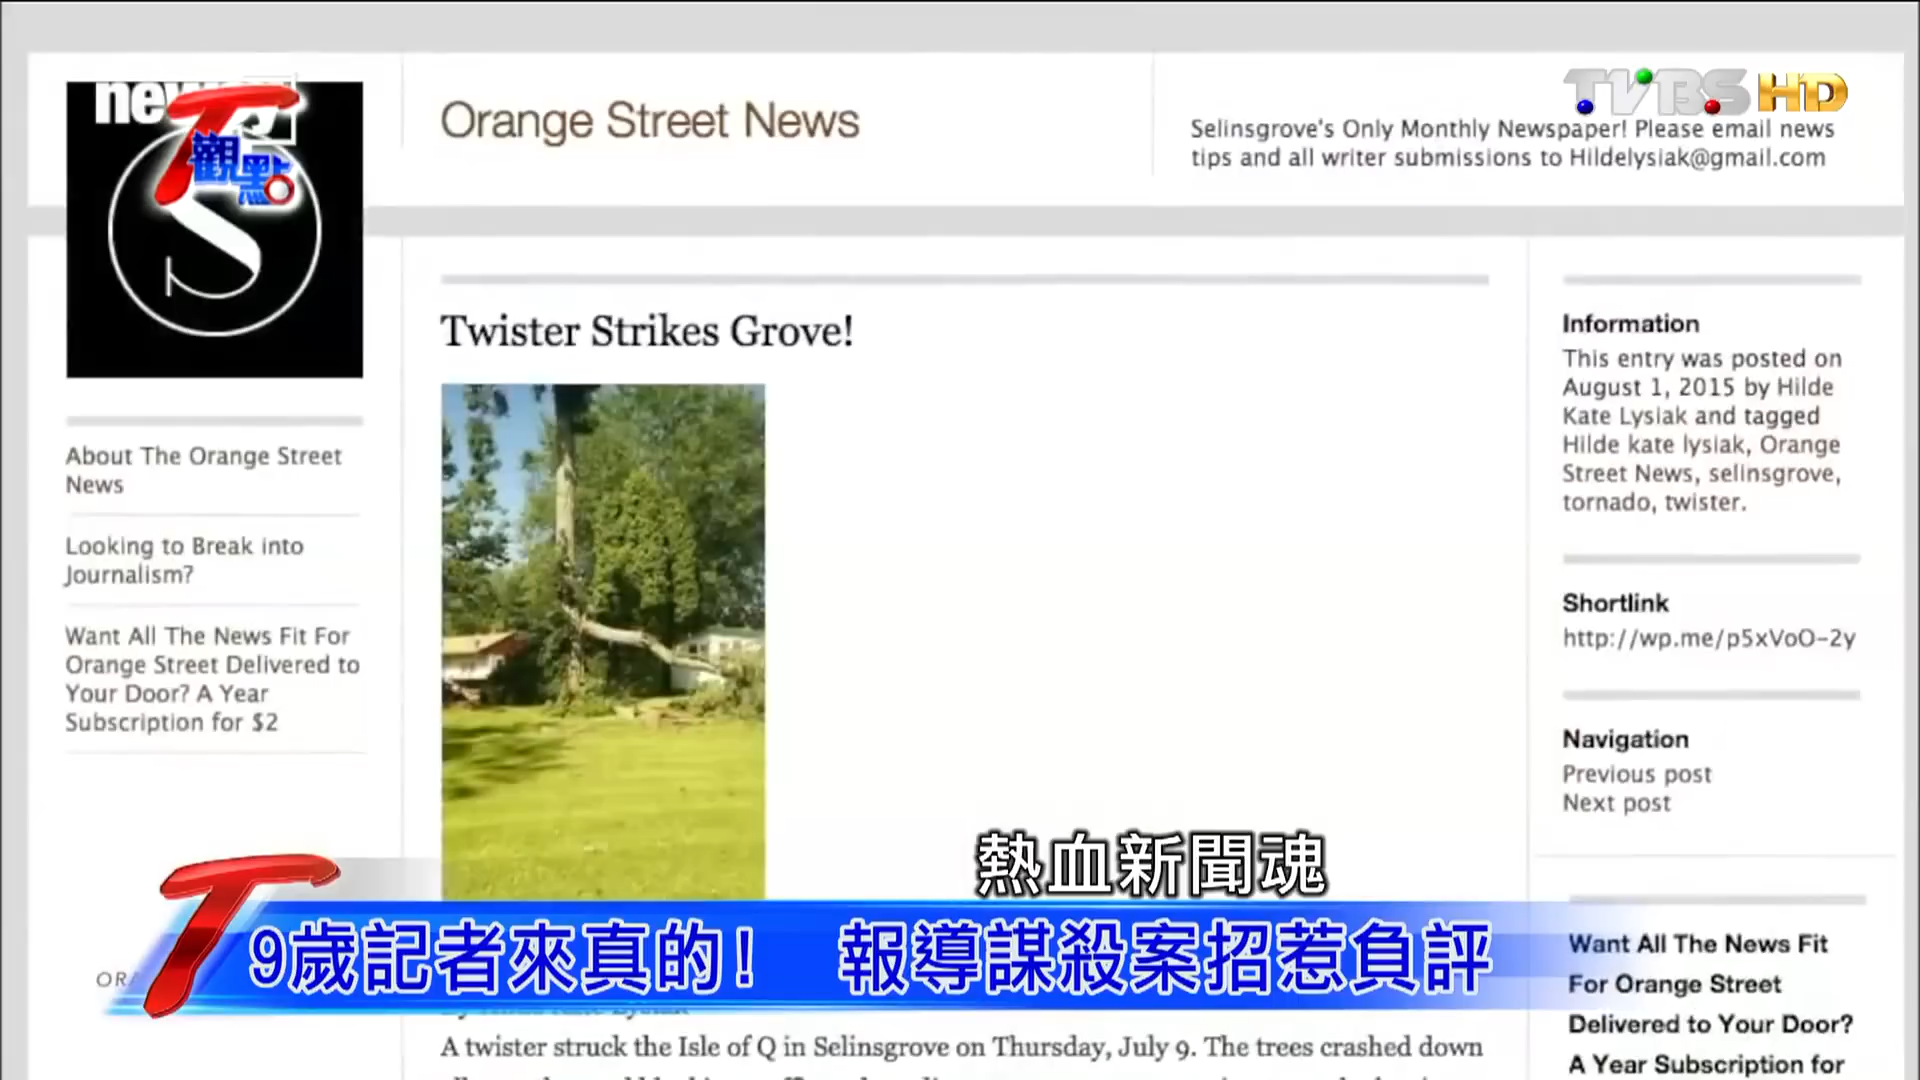 Orange Street News
Selinsgrove's Only Monthly Newspaper! Please email news
tips and all writer submissions to Hildelysiak@gmail.com
TVBS HD
T觀點
S
About The Orange Street
News
Looking to Break into
Journalism?
Want All The News Fit For
Orange Street Delivered to
Your Door? A Year
Subscription for $2
Twister Strikes Grove!
A twister struck the Isle of Q in Selinsgrove on Thursday, July 9. The trees crashed down
Information
This entry was posted on
August 1, 2015 by Hilde
Kate Lysiak and tagged
Hilde kate lysiak, Orange
Street News, selinsgrove,
tornado, twister.
Shortlink
http://wp.me/p5xVoO-2y
Navigation
Previous post
Next post
Want All The News Fit
For Orange Street
Delivered to Your Door?
A Year Subscription for
熱血新聞魂
T
9歲記者來真的! 報導謀殺案招惹負評